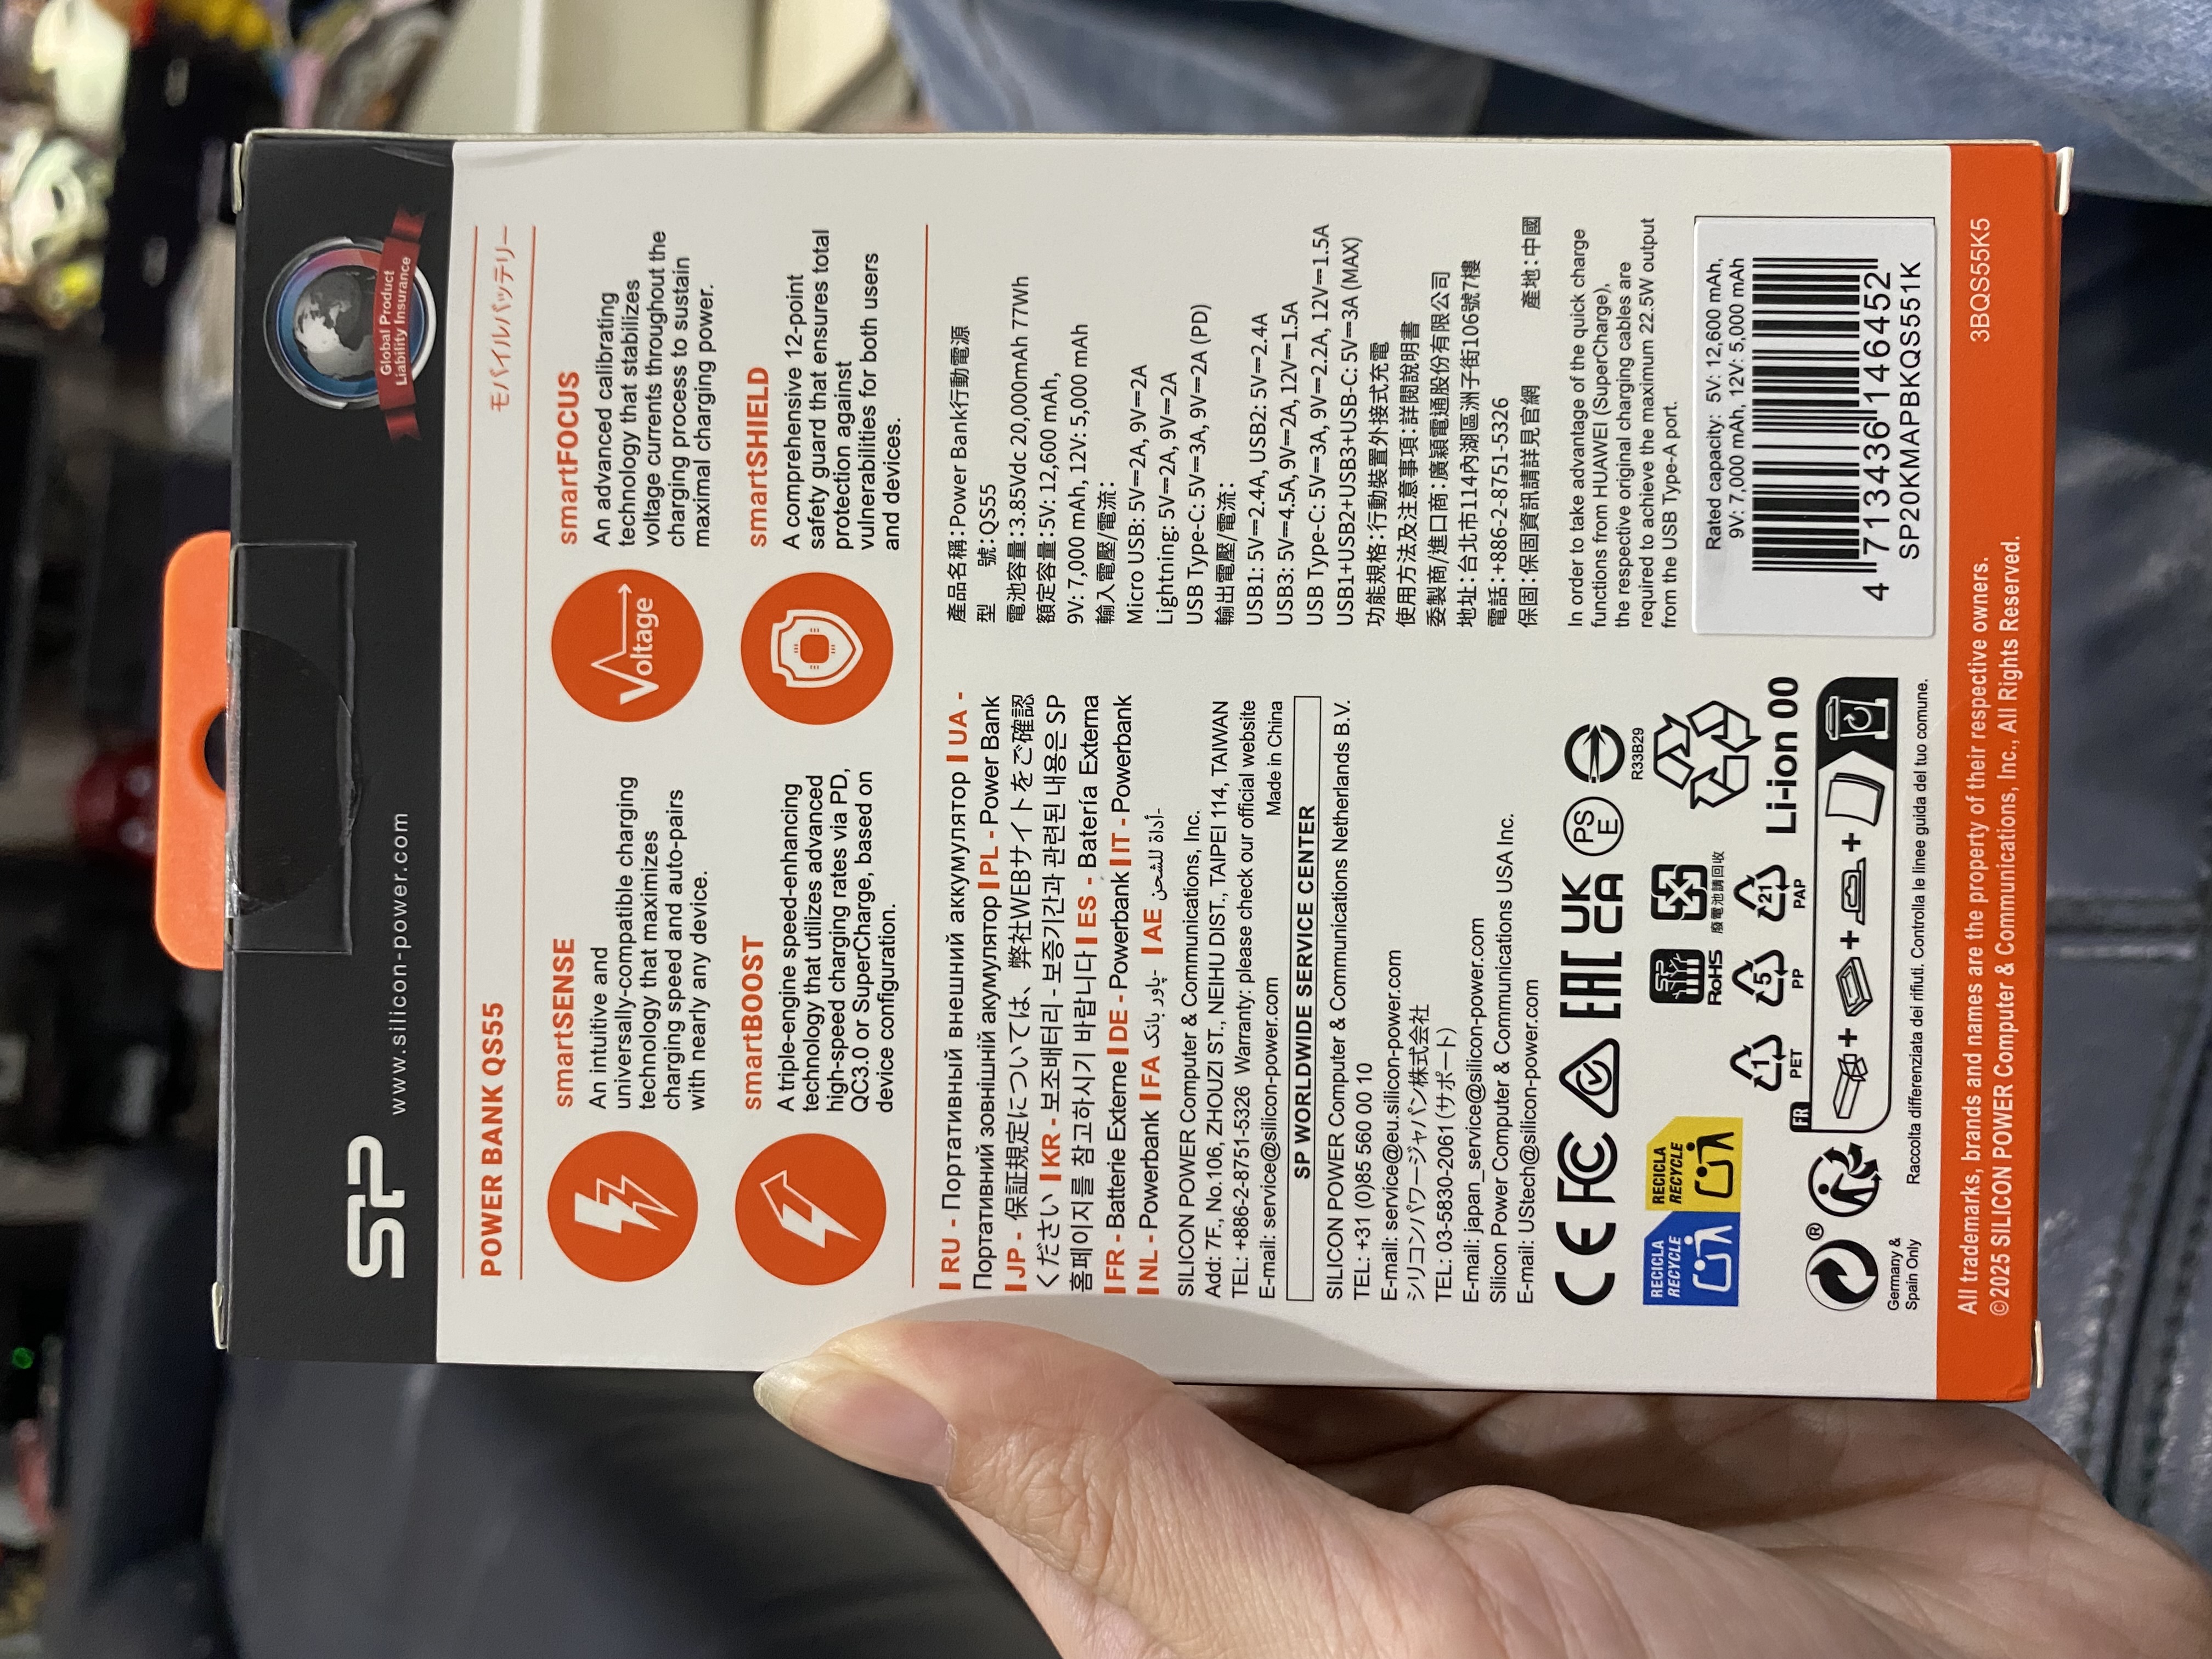 SP www.silicon-power.com
Global Product
Liability Insurance
POWER BANK QS55
モバイルバッテリー
smartSENSE
An intuitive and
universally-compatible charging
technology that maximizes
charging speed and auto-pairs
with nearly any device.
Voltage
smartFOCUS
An advanced calibrating
technology that stabilizes
voltage currents throughout the
charging process to sustain
maximal charging power.
smartBOOST
A triple-engine speed-enhancing
technology that utilizes advanced
high-speed charging rates via PD,
QC3.0 or SuperCharge, based on
device configuration.
smartSHIELD
A comprehensive 12-point
safety guard that ensures total
protection against
vulnerabilities for both users
and devices.
RU - Портативный внешний аккумулятор UA -
Портативний зовнішній акумулятор PL - Power Bank
JP - 保証規定については、弊社WEBサイトをご確認
ください KR - 보조배터리 - 보증기간과 관련된 내용은 SP
홈페이지를 참고하시기 바랍니다 ES - Batería Externa
FR - Batterie Externe DE - Powerbank IT - Powerbank
NL - Powerbank FA پاور بانک- AE أداة للشحن-
SILICON POWER Computer & Communications, Inc.
Add: 7F., No.106, ZHOUZI ST., NEIHU DIST., TAIPEI 114, TAIWAN
TEL: +886-2-8751-5326 Warranty: please check our official website
E-mail: service@silicon-power.com Made in China
SP WORLDWIDE SERVICE CENTER
SILICON POWER Computer & Communications Netherlands B.V.
TEL: +31 (0)85 560 00 10
E-mail: service@eu.silicon-power.com
シリコンパワージャパン株式会社
TEL: 03-5830-2061 (サポート)
E-mail: japan_service@silicon-power.com
Silicon Power Computer & Communications USA Inc.
E-mail: UStech@silicon-power.com
CE FC EAC UK CA PS E
R33B29
RECICLA
RECYCLE
RECICLA
RECYCLE
SP
RoHS
廢電池請回收
1
PET
5
PP
21
PAP
Li-ion 00
FR
®
Germany &
Spain Only
Raccolta differenziata dei rifiuti. Controlla le linee guida del tuo comune.
產品名稱:Power Bank行動電源
型 號:QS55
電池容量:3.85Vdc 20,000mAh 77Wh
額定容量:5V: 12,600 mAh,
9V: 7,000 mAh, 12V: 5,000 mAh
輸入電壓/電流:
Micro USB: 5V⎓2A, 9V⎓2A
Lightning: 5V⎓2A, 9V⎓2A
USB Type-C: 5V⎓3A, 9V⎓2A (PD)
輸出電壓/電流:
USB1: 5V⎓2.4A, USB2: 5V⎓2.4A
USB3: 5V⎓4.5A, 9V⎓2A, 12V⎓1.5A
USB Type-C: 5V⎓3A, 9V⎓2.2A, 12V⎓1.5A
USB1+USB2+USB3+USB-C: 5V⎓3A (MAX)
功能規格:行動裝置外接式充電
使用方法及注意事項:詳閱說明書
委製商/進口商:廣穎電通股份有限公司
地址:台北市114內湖區洲子街106號7樓
電話:+886-2-8751-5326
保固:保固資訊請詳見官網 產地:中國
In order to take advantage of the quick charge
functions from HUAWEI (SuperCharge),
the respective original charging cables are
required to achieve the maximum 22.5W output
from the USB Type-A port.
Rated capacity: 5V: 12,600 mAh,
9V: 7,000 mAh, 12V: 5,000 mAh
4 713436 146452
SP20KMAPBKQS551K
All trademarks, brands and names are the property of their respective owners.
©2025 SILICON POWER Computer & Communications, Inc., All Rights Reserved.
3BQS55K5